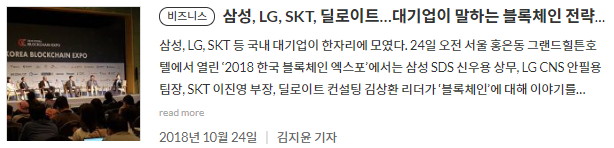 KOREA BLOCKCHAIN EXPO
비즈니스
삼성, LG, SKT, 딜로이트...대기업이 말하는 블록체인 전략...
삼성, LG, SKT 등 국내 대기업이 한자리에 모였다. 24일 오전 서울 홍은동 그랜드힐튼호
텔에서 열린 '2018 한국 블록체인 엑스포'에서는 삼성 SDS 신우용 상무, LG CNS 안필용
팀장, SKT 이진영 부장, 딜로이트 컨설팅 김상환 리더가 '블록체인'에 대해 이야기를...
read more
2018년 10월 24일 | 김지윤 기자